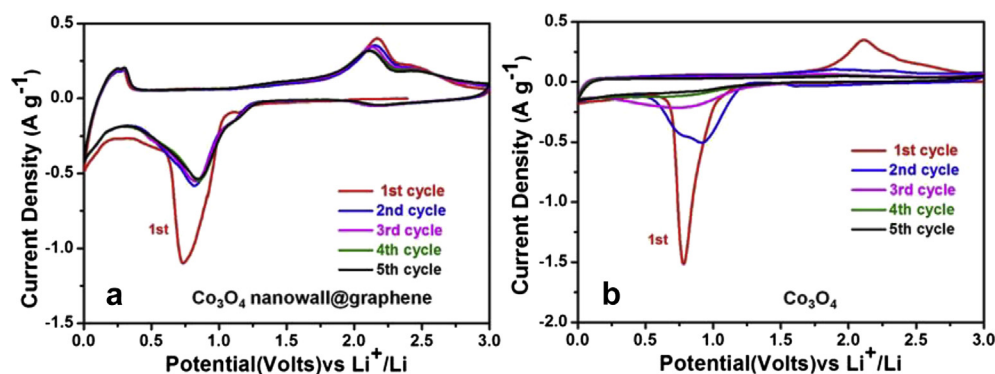 Current Density (A g⁻¹)
0.5
0.0
-0.5
-1.0
-1.5
1st
1st cycle
2nd cycle
3rd cycle
4th cycle
5th cycle
a
Co₃O₄ nanowall@graphene
0.0 0.5 1.0 1.5 2.0 2.5 3.0
Potential(Volts)vs Li⁺/Li
Current Density (A g⁻¹)
0.5
0.0
-0.5
-1.0
-1.5
-2.0
1st
1st cycle
2nd cycle
3rd cycle
4th cycle
5th cycle
b
Co₃O₄
0.0 0.5 1.0 1.5 2.0 2.5 3.0
Potential(Volts)vs Li⁺/Li